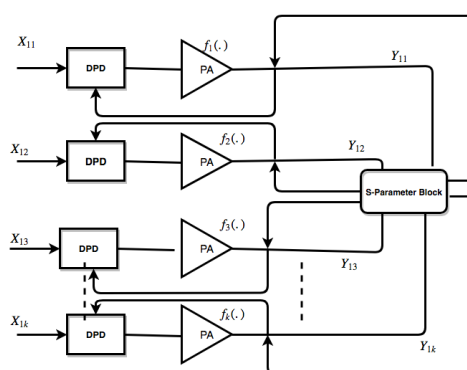 X₁₁ DPD PA f₁(.) Y₁₁
X₁₂ DPD PA f₂(.) Y₁₂
S-Parameter Block
X₁₃ DPD PA f₃(.) Y₁₃
X₁ₖ DPD PA fₖ(.) Y₁ₖ